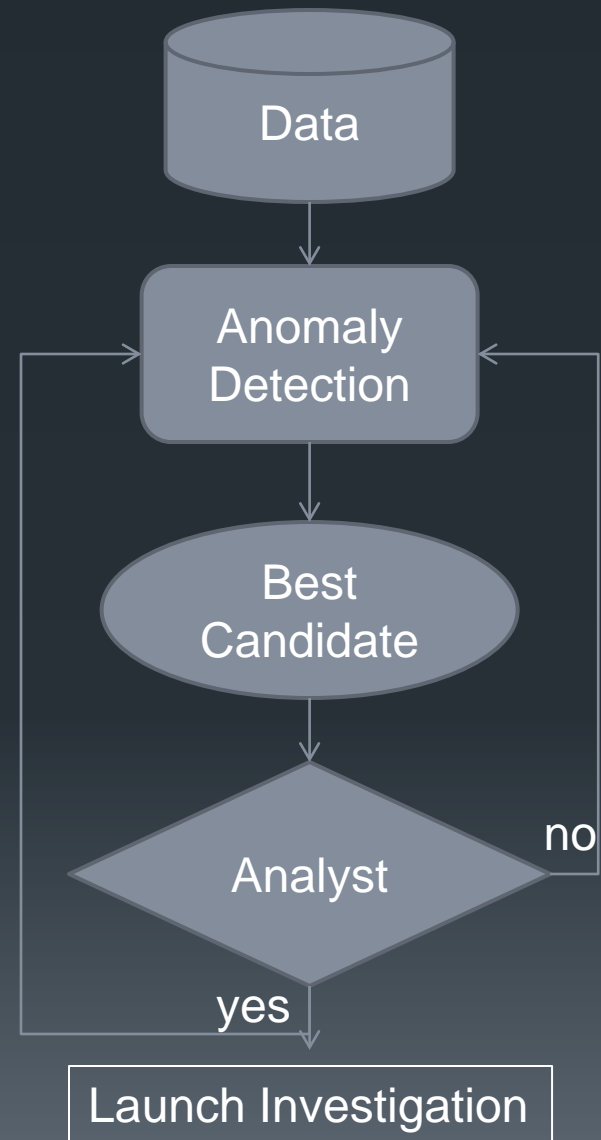 Data
Anomaly
Detection
Best
Candidate
Analyst
no
yes
Launch Investigation